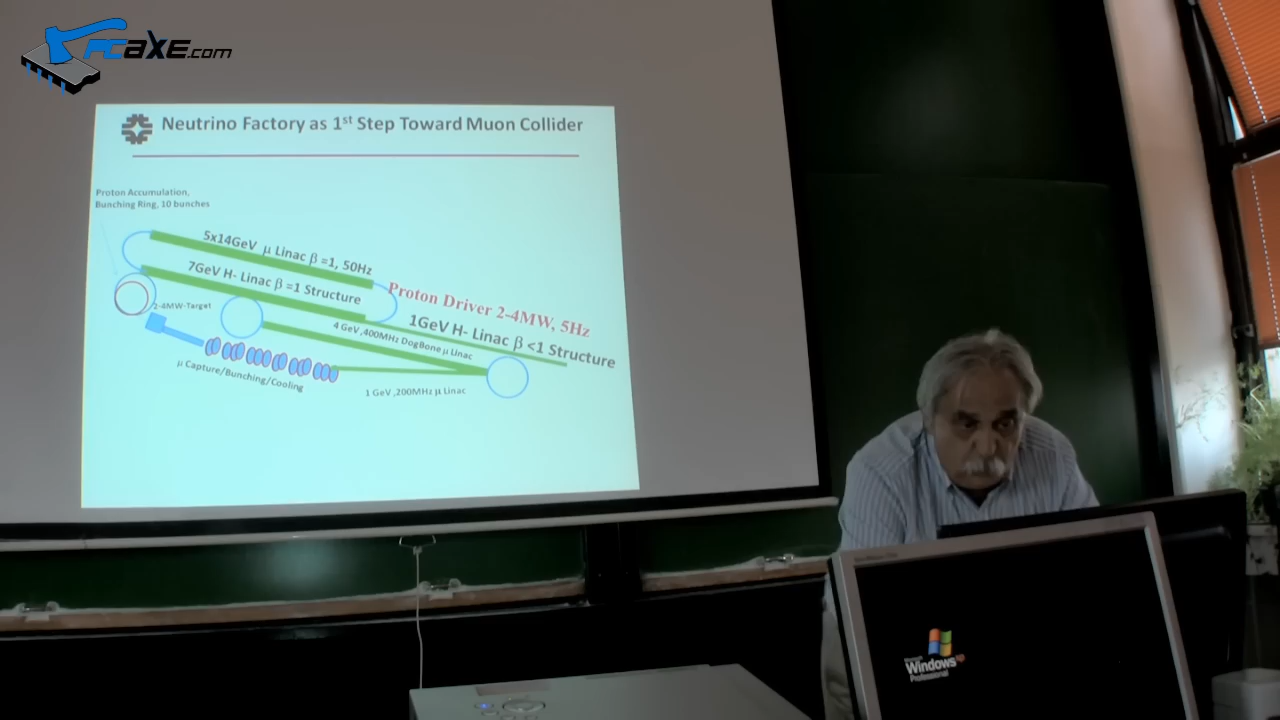 PCAXE.com
Neutrino Factory as 1st Step Toward Muon Collider
Proton Accumulation,
Bunching Ring, 10 bunches
5x14GeV μ Linac β =1, 50Hz
7GeV H- Linac β =1 Structure
Proton Driver 2-4MW, 5Hz
2-4MW-Target
1GeV H- Linac β <1 Structure
4 GeV ,400MHz DogBone μ Linac
μ Capture/Bunching/Cooling
1 GeV ,200MHz μ Linac
Microsoft
Windows xp
Professional